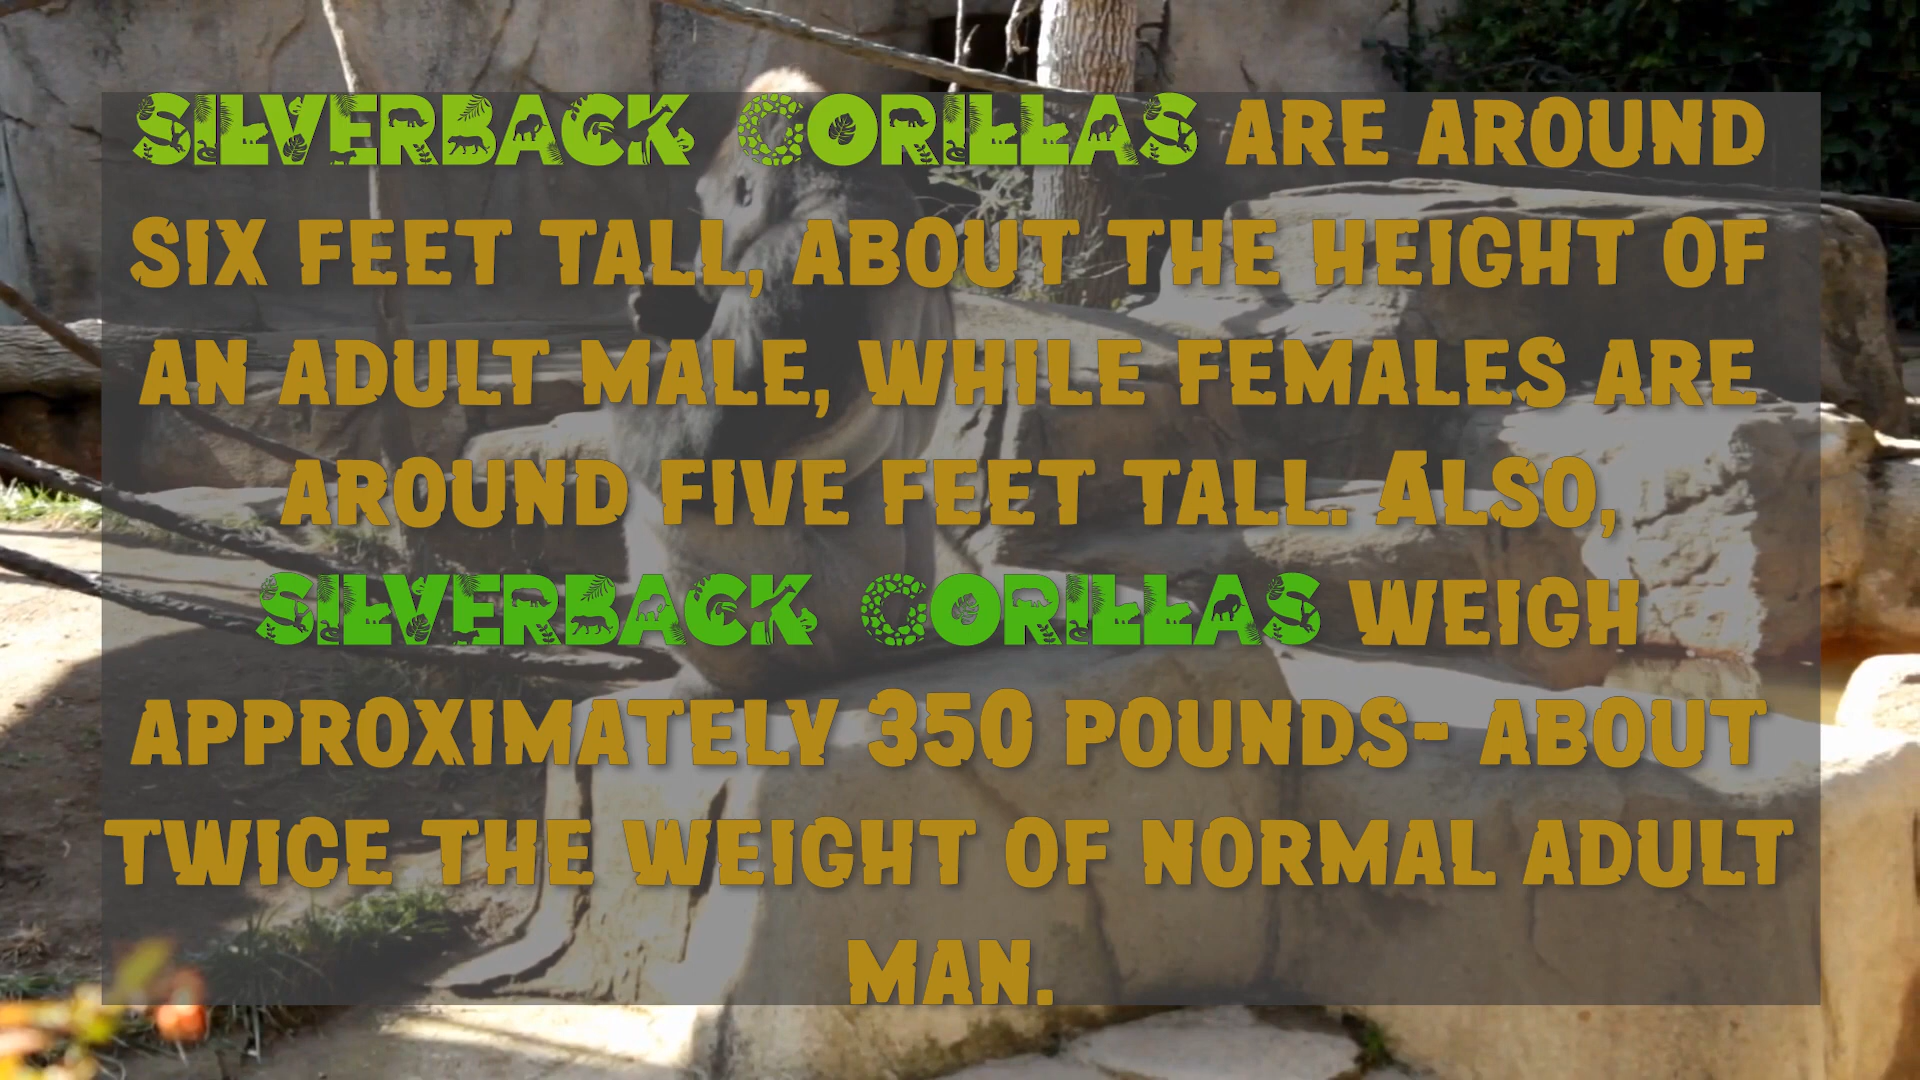 Silverback Gorillas are around
six feet tall, about the height of
an adult male, while females are
around five feet tall. Also,
Silverback Gorillas weigh
approximately 350 pounds- about
twice the weight of normal adult
man.